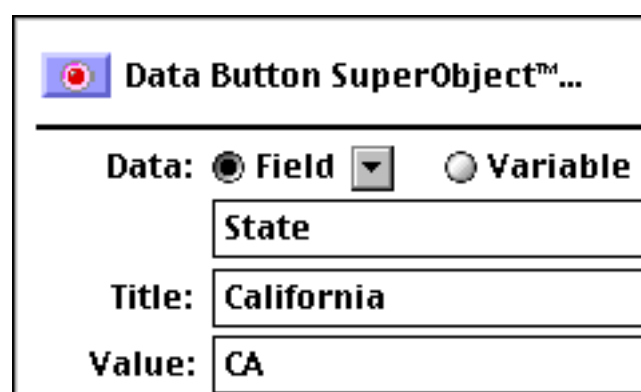 Data Button SuperObject™...
Data: Field Variable
State
Title: California
Value: CA